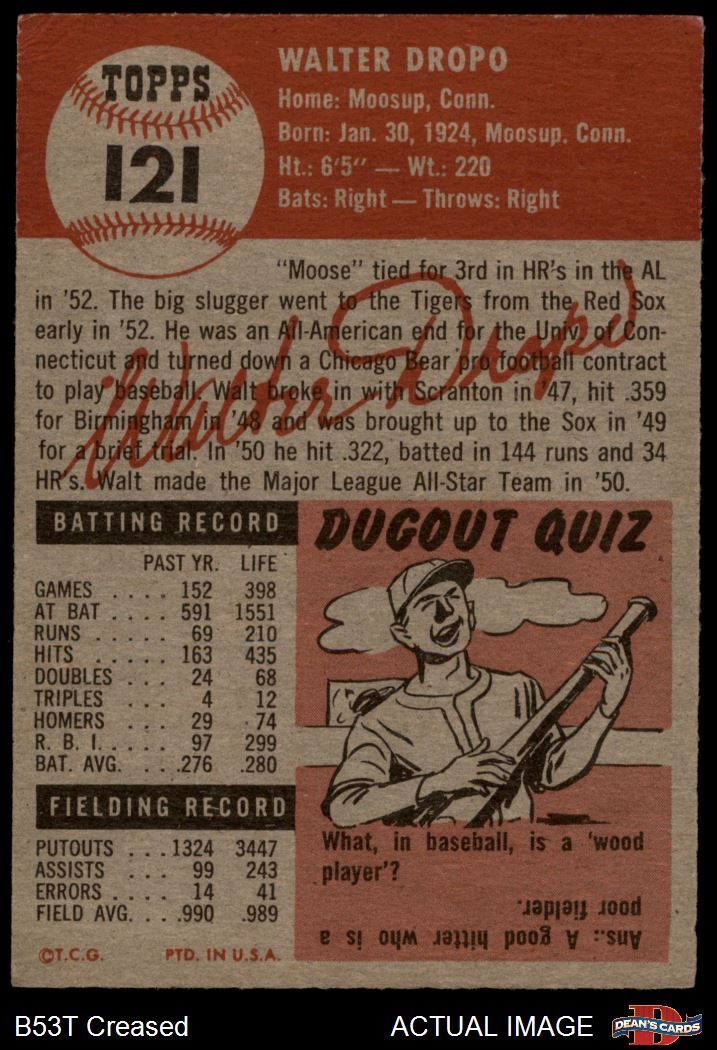 TOPPS
121
WALTER DROPO
Home: Moosup, Conn.
Born: Jan. 30, 1924, Moosup. Conn.
Ht.: 6'5" — Wt.: 220
Bats: Right — Throws: Right
"Moose" tied for 3rd in HR's in the AL
in '52. The big slugger went to the Tigers from the Red Sox
early in '52. He was an All-American end for the Univ. of Con-
necticut and turned down a Chicago Bear pro football contract
to play baseball. Walt broke in with Scranton in '47, hit .359
for Birmingham in '48 and was brought up to the Sox in '49
for a brief trial. In '50 he hit .322, batted in 144 runs and 34
HR's. Walt made the Major League All-Star Team in '50.
Walter Dropo
BATTING RECORD
PAST YR. LIFE
GAMES .... 152 398
AT BAT .... 591 1551
RUNS ..... 69 210
HITS ..... 163 435
DOUBLES ... 24 68
TRIPLES ... 4 12
HOMERS ... 29 74
R. B. I. .... 97 299
BAT. AVG. ... .276 .280
FIELDING RECORD
PUTOUTS ... 1324 3447
ASSISTS ... 99 243
ERRORS .... 14 41
FIELD AVG. ... .990 .989
©T.C.G. PTD. IN U.S.A.
DUGOUT QUIZ
What, in baseball, is a 'wood
player'?
Ans.: A good hitter who is a
poor fielder.
B53T Creased
ACTUAL IMAGE
D
DEAN'S CARDS